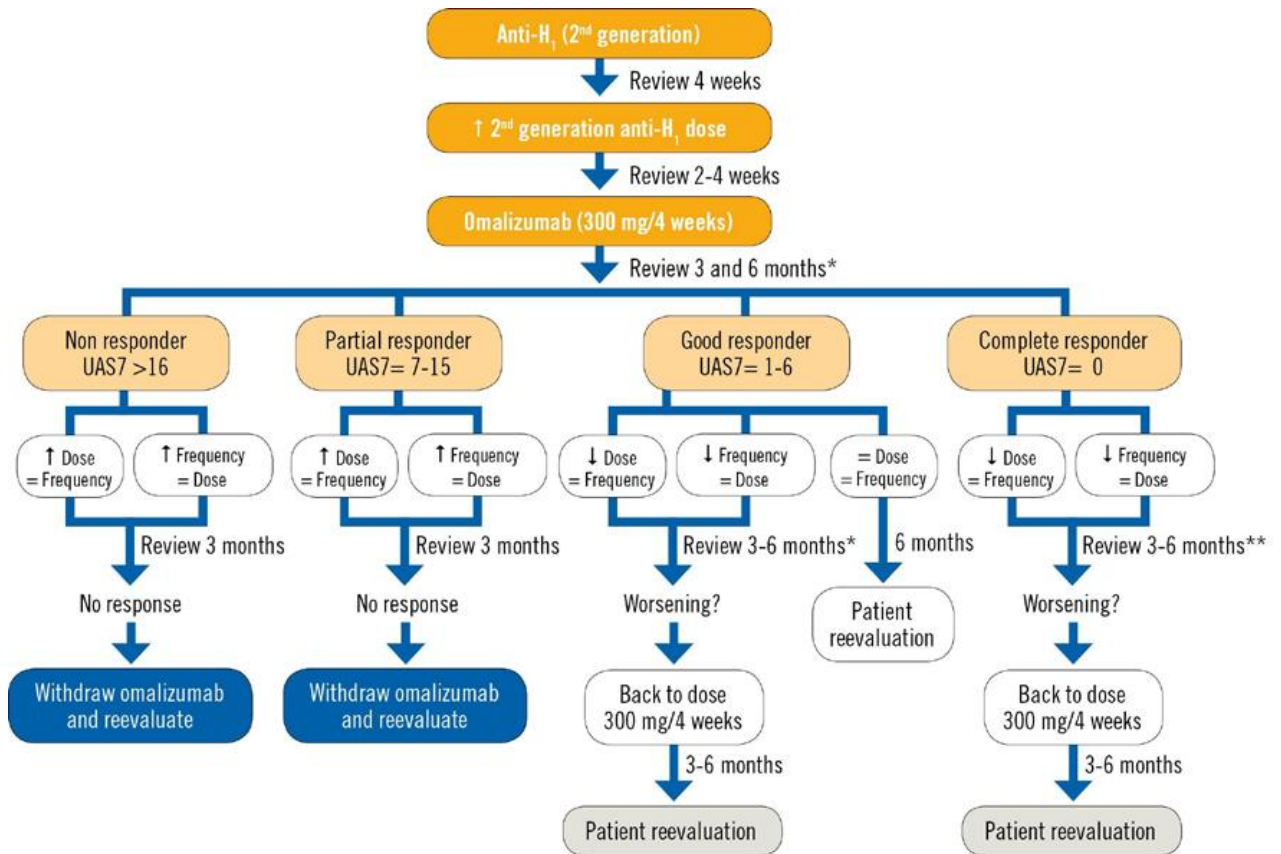 Anti-H₁ (2nd generation)
Review 4 weeks
↑ 2nd generation anti-H₁ dose
Review 2-4 weeks
Omalizumab (300 mg/4 weeks)
Review 3 and 6 months*
Non responder
UAS7 >16
Partial responder
UAS7= 7-15
Good responder
UAS7= 1-6
Complete responder
UAS7= 0
↑ Dose
= Frequency
↑ Frequency
= Dose
↑ Dose
= Frequency
↑ Frequency
= Dose
↓ Dose
= Frequency
↓ Frequency
= Dose
= Dose
= Frequency
↓ Dose
= Frequency
↓ Frequency
= Dose
Review 3 months
Review 3 months
Review 3-6 months*
6 months
Review 3-6 months**
No response
No response
Worsening?
Patient
reevaluation
Worsening?
Withdraw omalizumab
and reevaluate
Withdraw omalizumab
and reevaluate
Back to dose
300 mg/4 weeks
Back to dose
300 mg/4 weeks
3-6 months
3-6 months
Patient reevaluation
Patient reevaluation